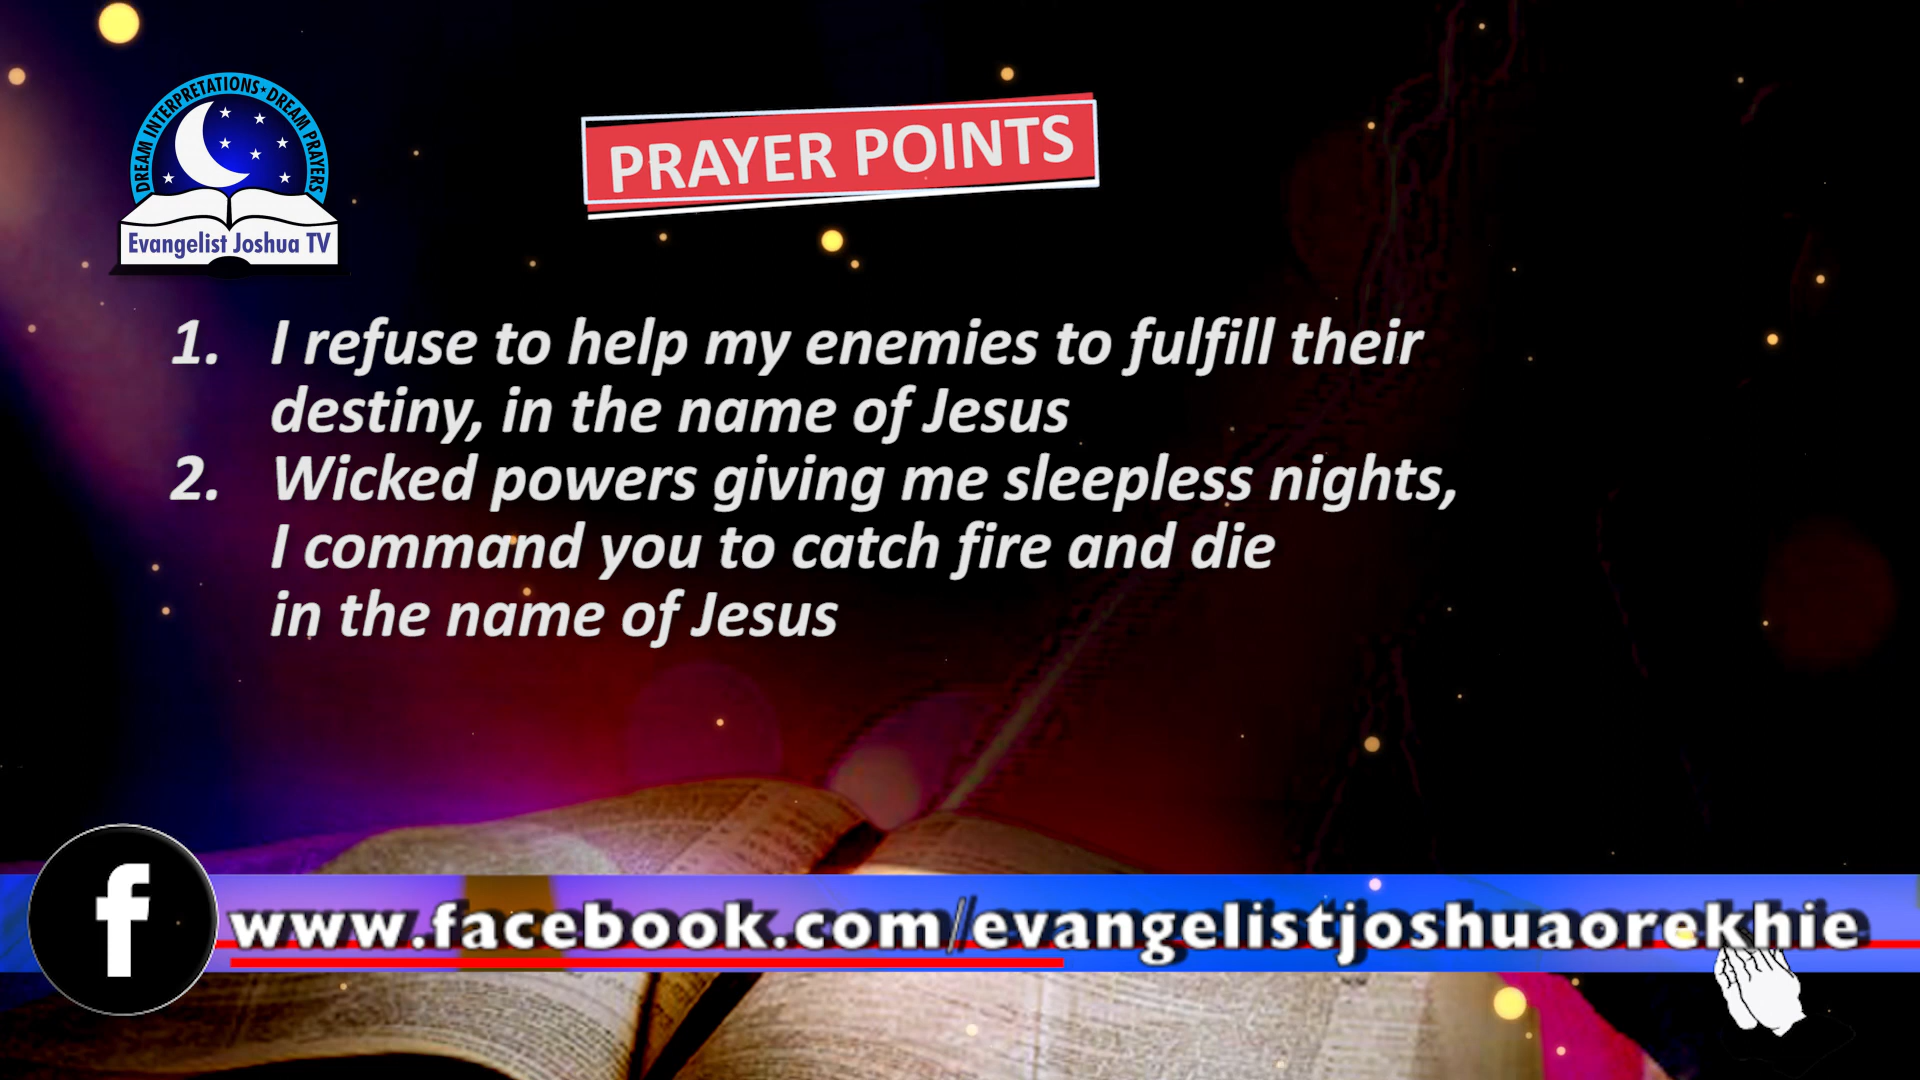 DREAM INTERPRETATIONS★DREAM PRAYERS
Evangelist Joshua TV
PRAYER POINTS
1. I refuse to help my enemies to fulfill their
destiny, in the name of Jesus
2. Wicked powers giving me sleepless nights,
I command you to catch fire and die
in the name of Jesus
f www.facebook.com/evangelistjoshuaorekhie